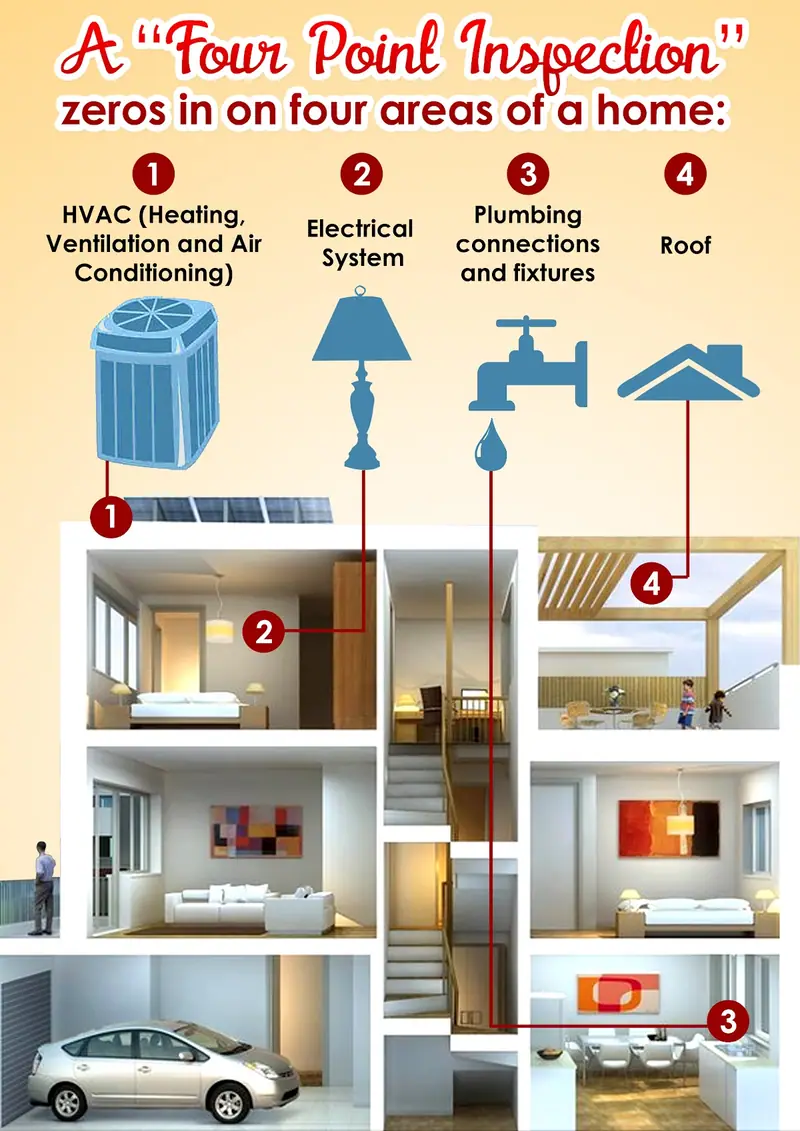 A “Four Point Inspection”
zeros in on four areas of a home:
1
HVAC (Heating,
Ventilation and Air
Conditioning)
2
Electrical
System
3
Plumbing
connections
and fixtures
4
Roof
1
2
4
3